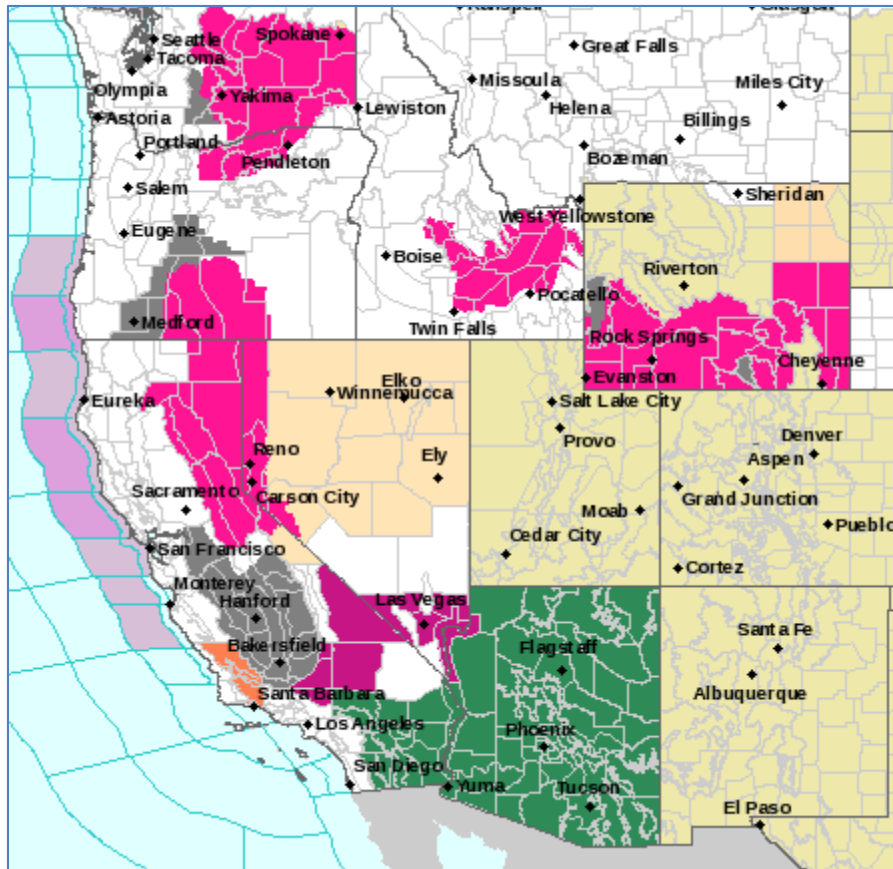 Kalispell
Glasgow
Seattle
Spokane
Great Falls
Tacoma
Missoula
Miles City
Olympia
Yakima
Lewiston
Helena
Astoria
Billings
Portland
Pendleton
Bozeman
Salem
Sheridan
West Yellowstone
Eugene
Boise
Riverton
Pocatello
Medford
Twin Falls
Rock Springs
Cheyenne
Elko
Evanston
Eureka
Winnemucca
Salt Lake City
Provo
Denver
Reno
Ely
Aspen
Sacramento
Carson City
Grand Junction
Moab
Pueblo
San Francisco
Cedar City
Cortez
Monterey
Hanford
Las Vegas
Santa Fe
Bakersfield
Flagstaff
Santa Barbara
Albuquerque
Los Angeles
Phoenix
San Diego
Yuma
Tucson
El Paso